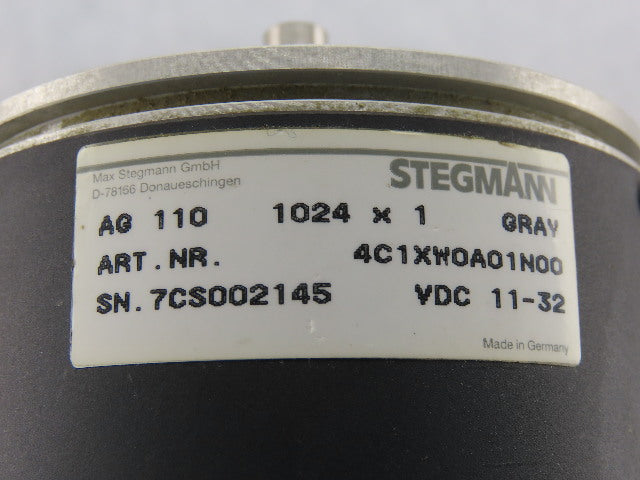 Max Stegmann GmbH
D-78166 Donaueschingen
STEGMANN
AG 110 1024 x 1 GRAY
ART.NR. 4C1XW0A01N00
SN.7CS002145 VDC 11-32
Made in Germany